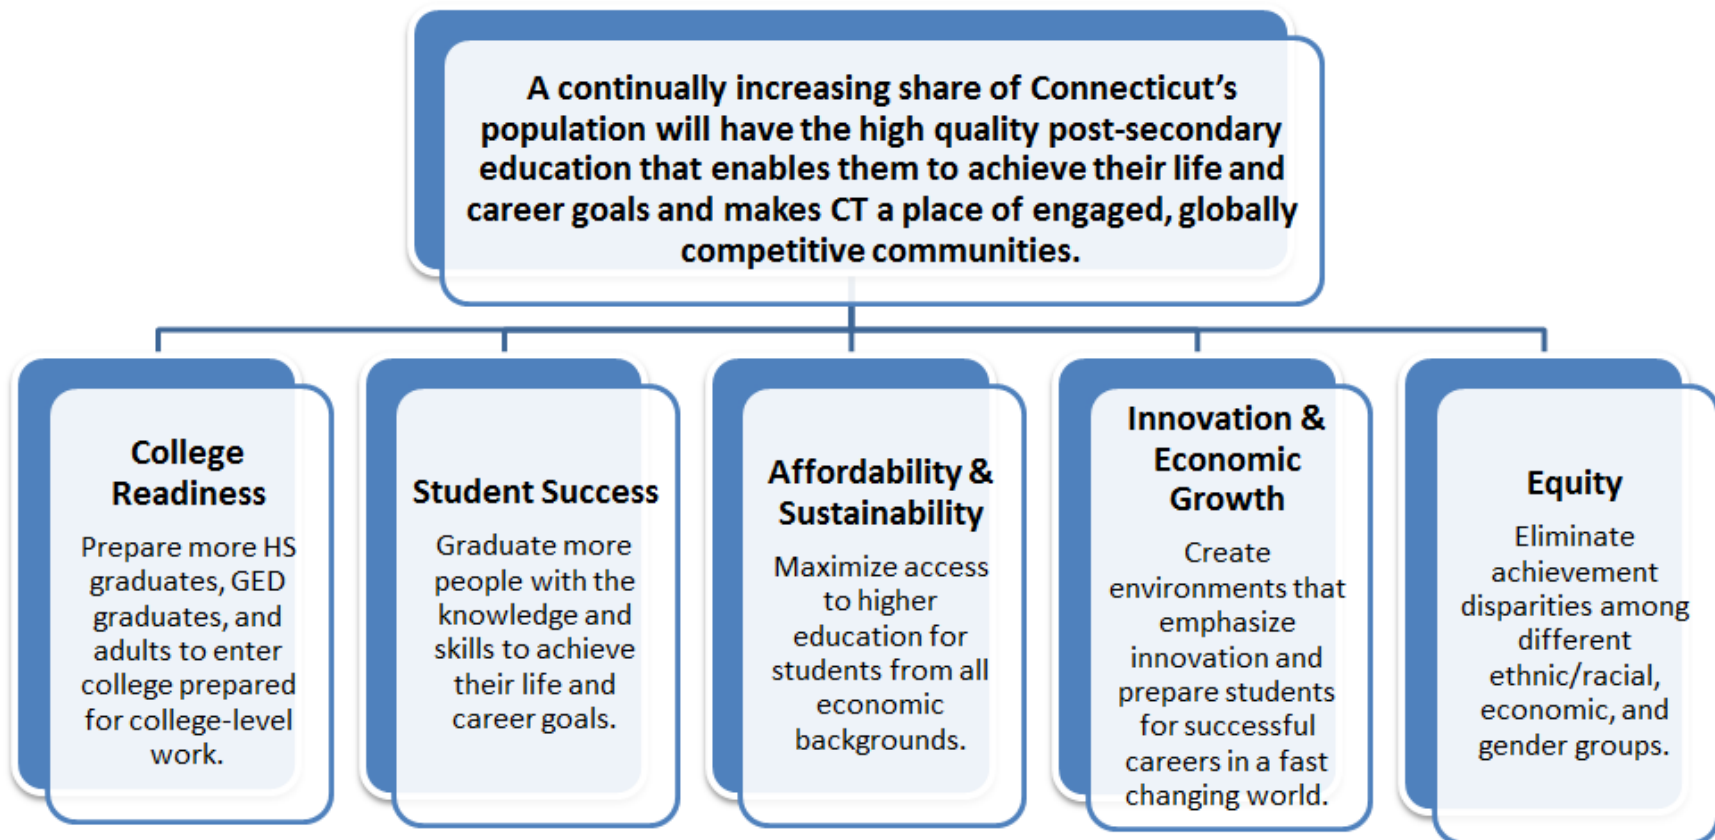 A continually increasing share of Connecticut’s
population will have the high quality post-secondary
education that enables them to achieve their life and
career goals and makes CT a place of engaged, globally
competitive communities.
College
Readiness
Prepare more HS
graduates, GED
graduates, and
adults to enter
college prepared
for college-level
work.
Student Success
Graduate more
people with the
knowledge and
skills to achieve
their life and
career goals.
Affordability &
Sustainability
Maximize access
to higher
education for
students from all
economic
backgrounds.
Innovation &
Economic
Growth
Create
environments that
emphasize
innovation and
prepare students
for successful
careers in a fast
changing world.
Equity
Eliminate
achievement
disparities among
different
ethnic/racial,
economic, and
gender groups.